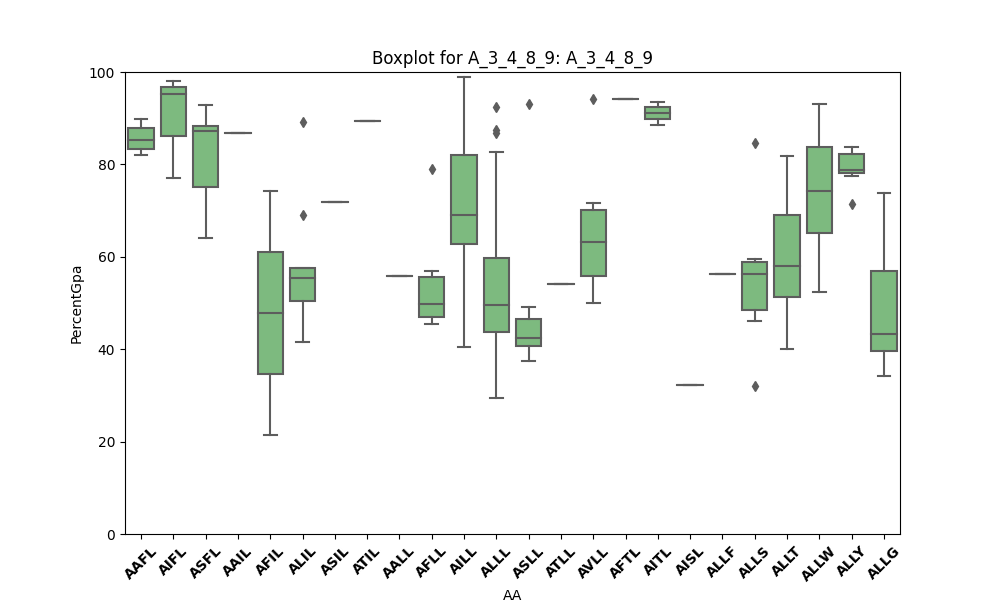 Boxplot for A_3_4_8_9: A_3_4_8_9
100
80
60
40
20
0
PercentGpa
AAFL AIFL ASFL AAIL AFIL ALIL ASIL ATIL AALL AFLL AILL ALLL ASLL ATLL AVLL AFTL AITL AISL ALLF ALLS ALLT ALLW ALLY ALLG
AA